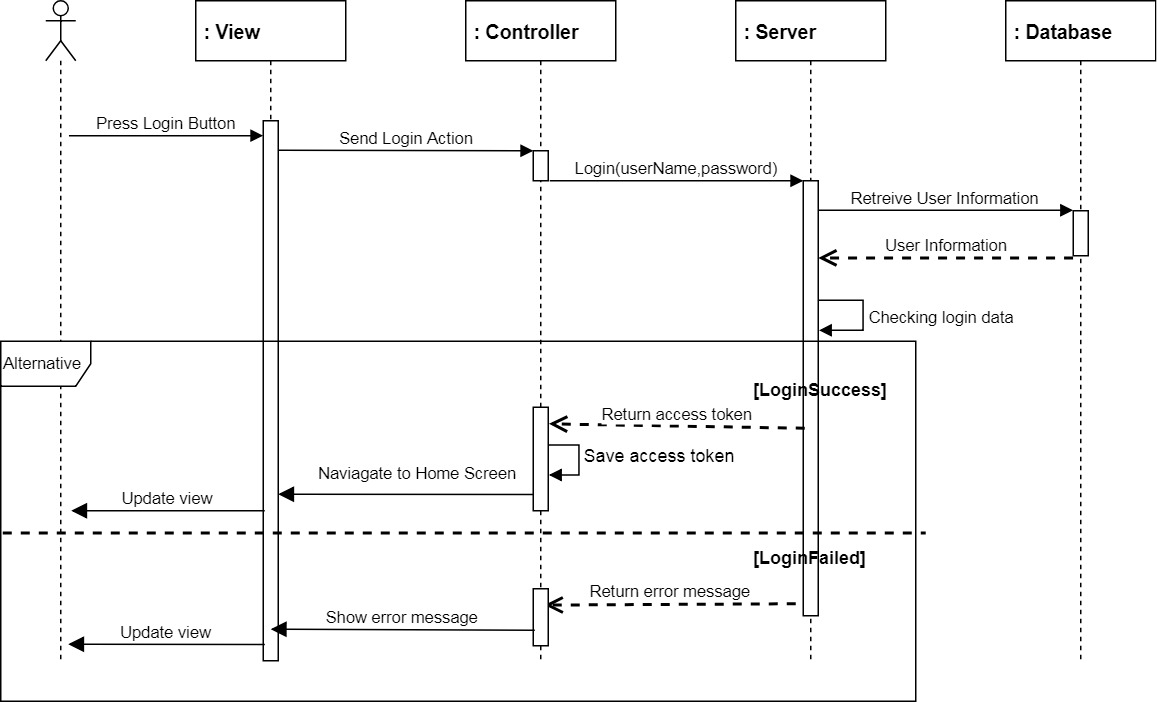 : View
: Controller
: Server
: Database
Press Login Button
Send Login Action
Login(userName,password)
Retreive User Information
User Information
Checking login data
Alternative
[LoginSuccess]
Return access token
Save access token
Naviagate to Home Screen
Update view
[LoginFailed]
Return error message
Show error message
Update view